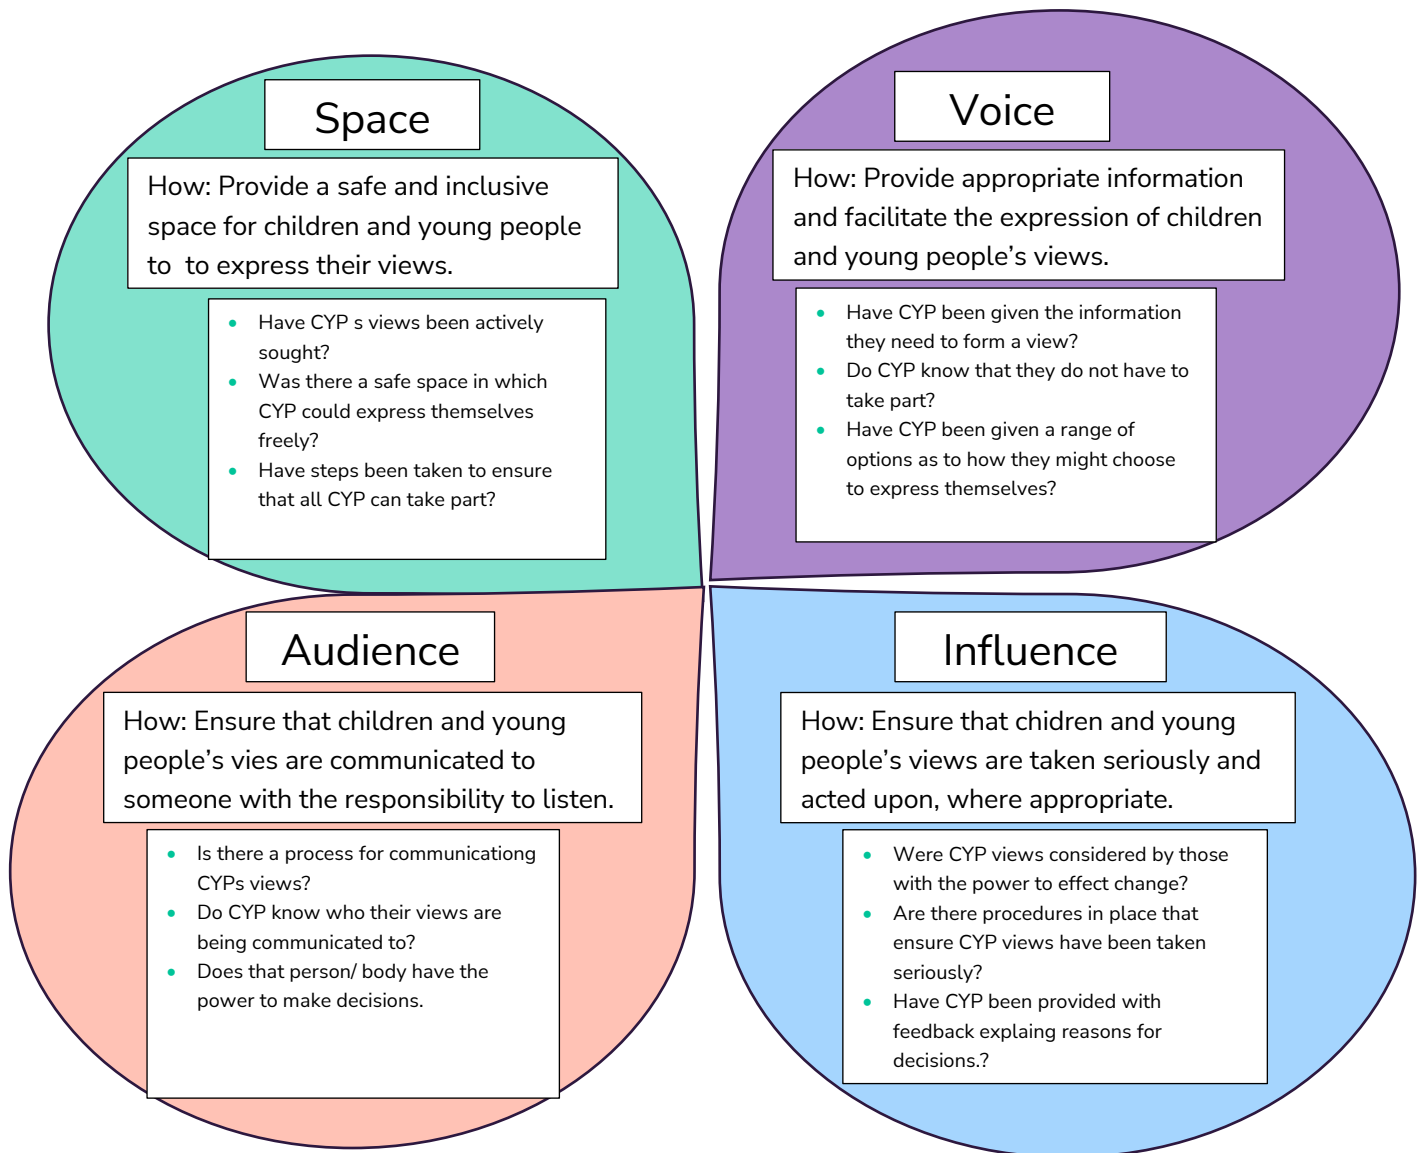 Space
How: Provide a safe and inclusive
space for children and young people
to  to express their views.
Have CYP s views been actively
sought?
Was there a safe space in which
CYP could express themselves
freely?
Have steps been taken to ensure
that all CYP can take part?
Voice
How: Provide appropriate information
and facilitate the expression of children
and young people’s views.
Have CYP been given the information
they need to form a view?
Do CYP know that they do not have to
take part?
Have CYP been given a range of
options as to how they might choose
to express themselves?
Audience
How: Ensure that children and young
people’s vies are communicated to
someone with the responsibility to listen.
Is there a process for communicationg
CYPs views?
Do CYP know who their views are
being communicated to?
Does that person/ body have the
power to make decisions.
Influence
How: Ensure that chidren and young
people’s views are taken seriously and
acted upon, where appropriate.
Were CYP views considered by those
with the power to effect change?
Are there procedures in place that
ensure CYP views have been taken
seriously?
Have CYP been provided with
feedback explaing reasons for
decisions.?